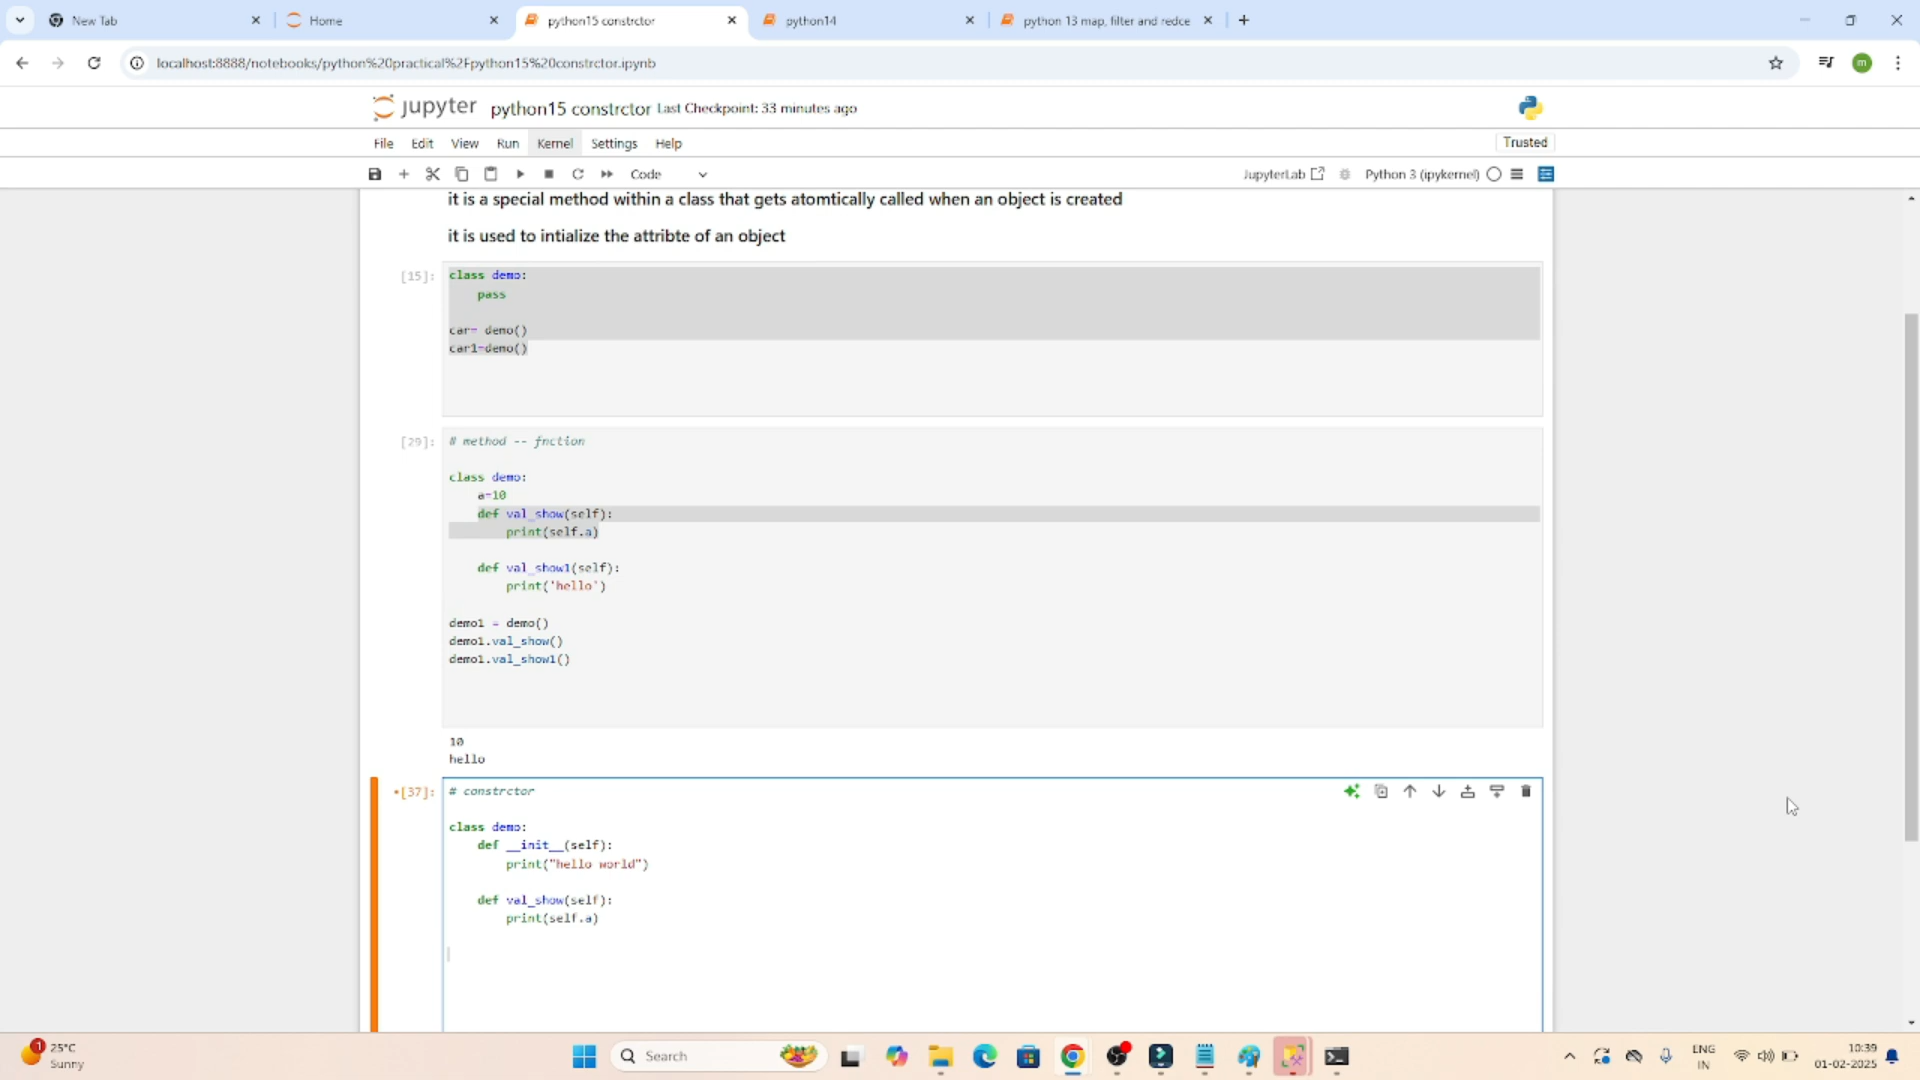 New Tab
Home
python15 constrctor
python14
python 13 map, filter and redce
localhost:8888/notebooks/python%20practical%2Fpython15%20constrctor.ipynb
m
jupyter python15 constrctor Last Checkpoint: 33 minutes ago
File Edit View Run Kernel Settings Help
Trusted
Code
JupyterLab
Python 3 (ipykernel)
it is a special method within a class that gets atomtically called when an object is created
it is used to intialize the attribte of an object
[15]:
class demo:
    pass
car= demo()
car1=demo()
[29]:
# method -- fnction
class demo:
    a=10
    def val_show(self):
        print(self.a)
    def val_show1(self):
        print('hello')
demo1 = demo()
demo1.val_show()
demo1.val_show1()
10
hello
•[37]:
# constrctor
class demo:
    def __init__(self):
        print("hello world")
    def val_show(self):
        print(self.a)
1
25°C
Sunny
Search
ENG
IN
10:39
01-02-2025